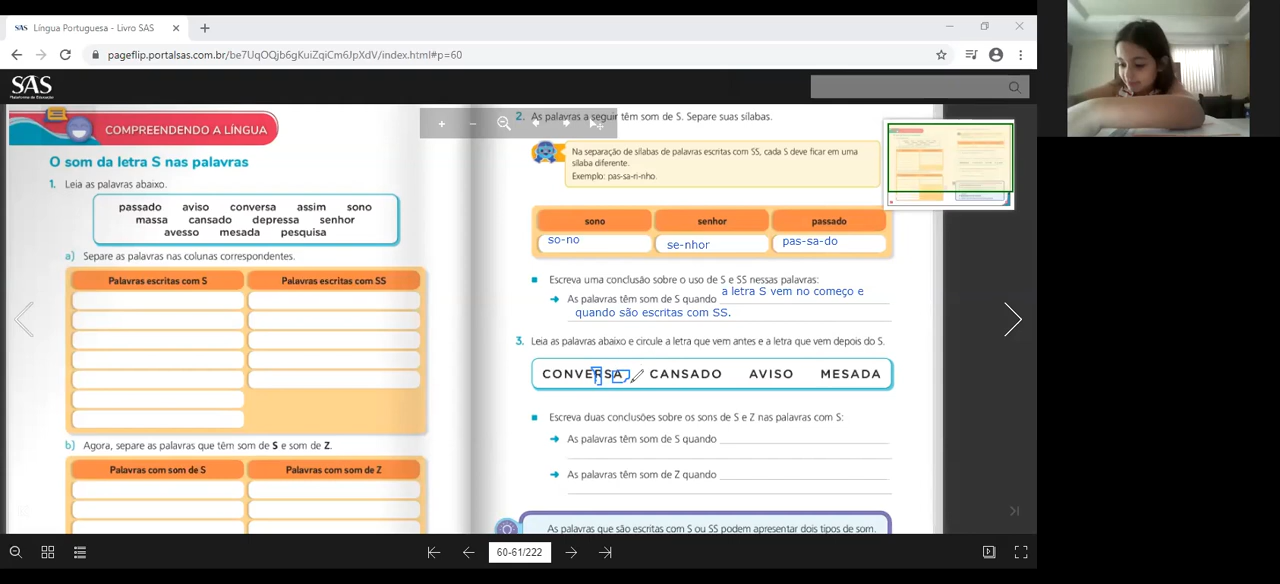 SAS Língua Portuguesa - Livro SAS
pageflip.portalsas.com.br/be7UqOQjb6gKuiZqiCm6JpXdV/index.html#p=60
SAS
Plataforma de Educação
COMPREENDENDO A LÍNGUA
O som da letra S nas palavras
1. Leia as palavras abaixo.
passado aviso conversa assim sono
massa cansado depressa senhor
avesso mesada pesquisa
a) Separe as palavras nas colunas correspondentes.
Palavras escritas com S Palavras escritas com SS
b) Agora, separe as palavras que têm som de S e som de Z.
Palavras com som de S Palavras com som de Z
2. As palavras a seguir têm som de S. Separe suas sílabas.
Na separação de sílabas de palavras escritas com SS, cada S deve ficar em uma
sílaba diferente.
Exemplo: pas-sa-ri-nho.
sono senhor passado
so-no se-nhor pas-sa-do
Escreva uma conclusão sobre o uso de S e SS nessas palavras:
As palavras têm som de S quando a letra S vem no começo e
quando são escritas com SS.
3. Leia as palavras abaixo e circule a letra que vem antes e a letra que vem depois do S.
CONVERSA CANSADO AVISO MESADA
Escreva duas conclusões sobre os sons de S e Z nas palavras com S:
As palavras têm som de S quando
As palavras têm som de Z quando
As palavras que são escritas com S ou SS podem apresentar dois tipos de som.
60-61/222